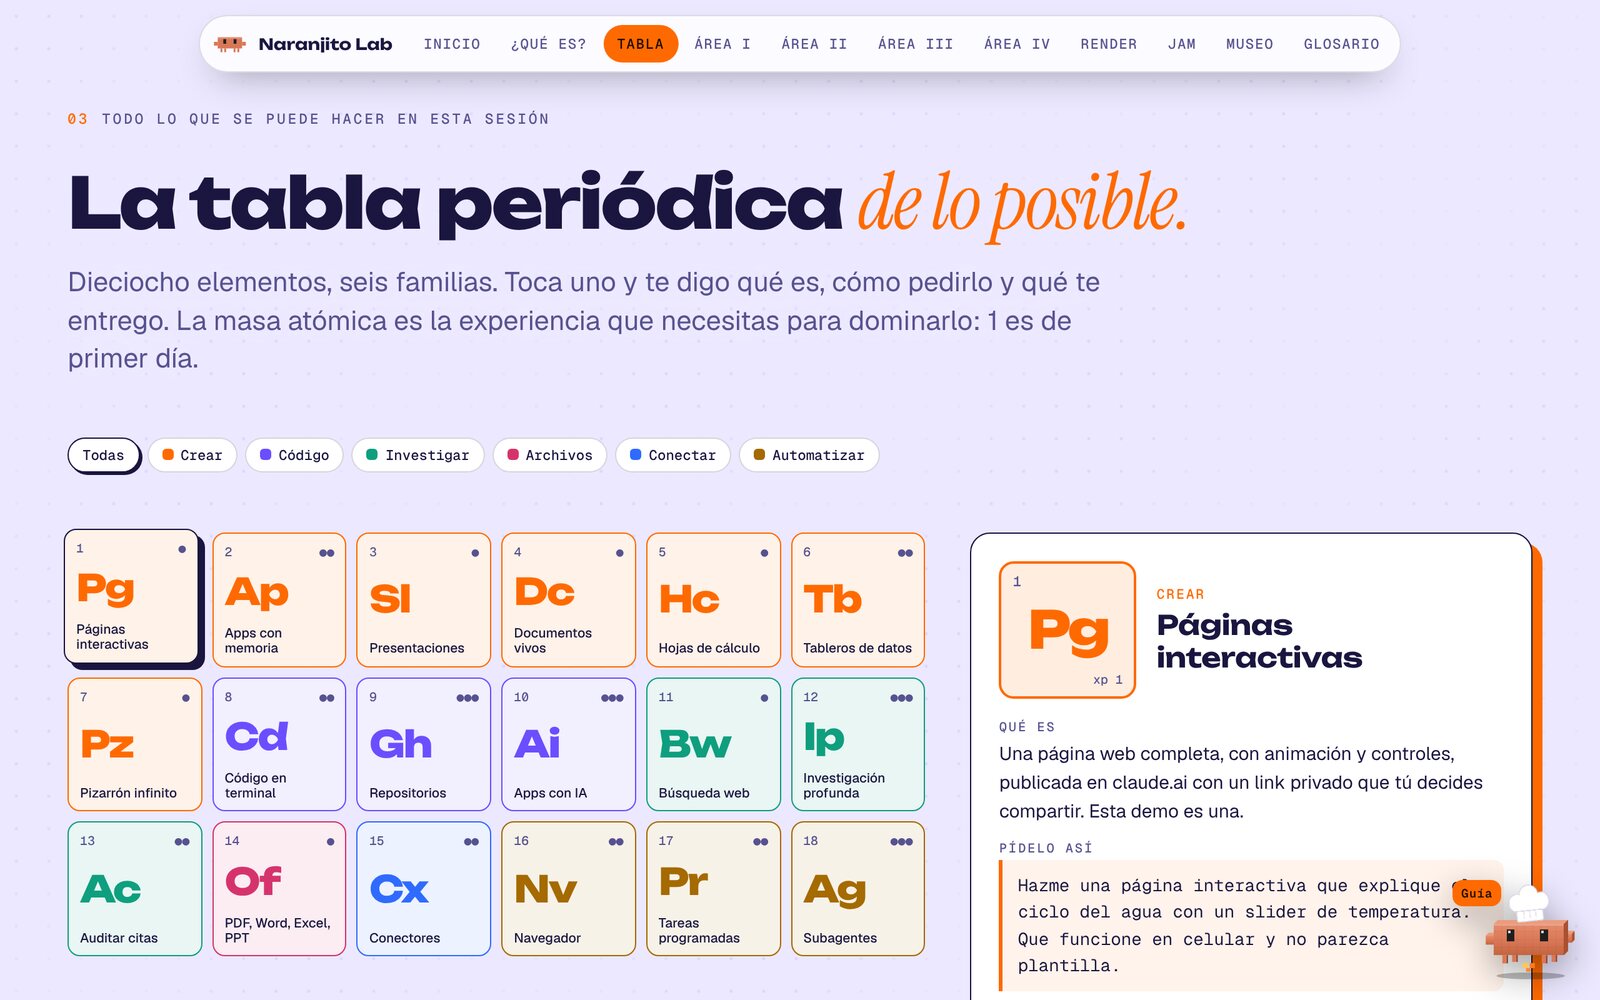 Naranjito Lab
INICIO
¿QUÉ ES?
TABLA
ÁREA I
ÁREA II
ÁREA III
ÁREA IV
RENDER
JAM
MUSEO
GLOSARIO
03 TODO LO QUE SE PUEDE HACER EN ESTA SESIÓN
La tabla periódica de lo posible.
Dieciocho elementos, seis familias. Toca uno y te digo qué es, cómo pedirlo y qué te
entrego. La masa atómica es la experiencia que necesitas para dominarlo: 1 es de
primer día.
Todas
Crear
Código
Investigar
Archivos
Conectar
Automatizar
1
Pg
Páginas
interactivas
2
Ap
Apps con
memoria
3
Sl
Presentaciones
4
Dc
Documentos
vivos
5
Hc
Hojas de cálculo
6
Tb
Tableros de datos
7
Pz
Pizarrón infinito
8
Cd
Código en
terminal
9
Gh
Repositorios
10
Ai
Apps con IA
11
Bw
Búsqueda web
12
Ip
Investigación
profunda
13
Ac
Auditar citas
14
Of
PDF, Word, Excel,
PPT
15
Cx
Conectores
16
Nv
Navegador
17
Pr
Tareas
programadas
18
Ag
Subagentes
1
Pg
xp 1
CREAR
Páginas
interactivas
QUÉ ES
Una página web completa, con animación y controles,
publicada en claude.ai con un link privado que tú decides
compartir. Esta demo es una.
PÍDELO ASÍ
Hazme una página interactiva que explique
ciclo del agua con un slider de temperatura.
Que funcione en celular y no parezca
plantilla.
Guía